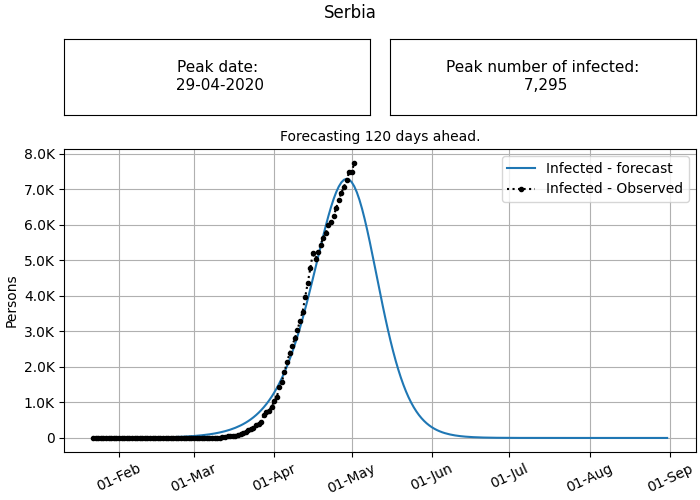 Serbia
Peak date:
29-04-2020
Peak number of infected:
7,295
Forecasting 120 days ahead.
8.0K
7.0K
6.0K
5.0K
4.0K
3.0K
2.0K
1.0K
0
Persons
Infected - forecast
Infected - Observed
01-Feb
01-Mar
01-Apr
01-May
01-Jun
01-Jul
01-Aug
01-Sep